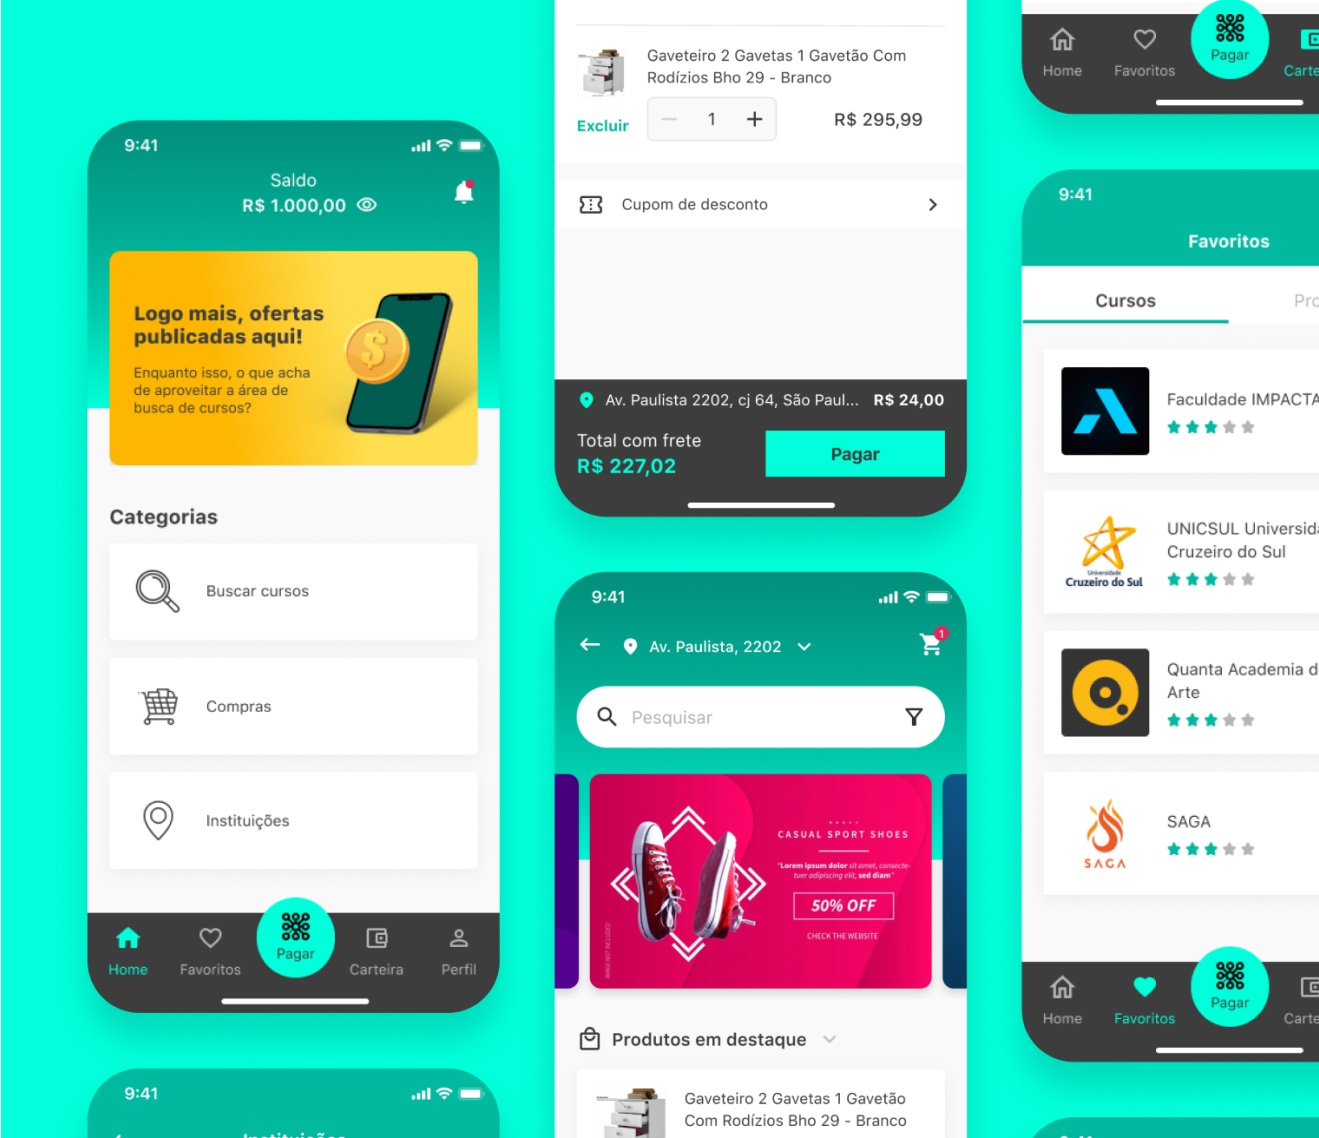 9:41
Saldo
R$ 1.000,00
Logo mais, ofertas
publicadas aqui!
Enquanto isso, o que acha
de aproveitar a área de
busca de cursos?
Categorias
Buscar cursos
Compras
Instituições
Home
Favoritos
Pagar
Carteira
Perfil
9:41
Gaveteiro 2 Gavetas 1 Gavetão Com
Rodízios Bho 29 - Branco
Excluir
1
R$ 295,99
Cupom de desconto
Av. Paulista 2202, cj 64, São Paul...
R$ 24,00
Total com frete
R$ 227,02
Pagar
9:41
Av. Paulista, 2202
1
Pesquisar
CASUAL SPORT SHOES
"Lorem ipsum dolor sit amet, consecte-
tuer adipiscing elit, sed diam"
50% OFF
CHECK THE WEBSITE
IMAGE NOT INCLUDED
Produtos em destaque
Gaveteiro 2 Gavetas 1 Gavetão
Com Rodízios Bho 29 - Branco
Home
Favoritos
Pagar
Carte
9:41
Favoritos
Cursos
Pro
Faculdade IMPACTA
UNICSUL Universida
Cruzeiro do Sul
Universidade
Cruzeiro do Sul
Quanta Academia d
Arte
SAGA
SAGA
Home
Favoritos
Pagar
Carte